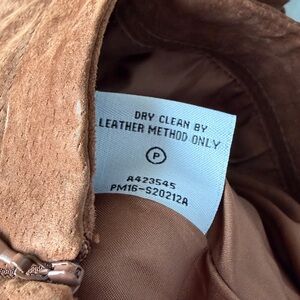 DRY CLEAN BY
LEATHER METHOD ONLY
P
A423545
PM16-S20212A